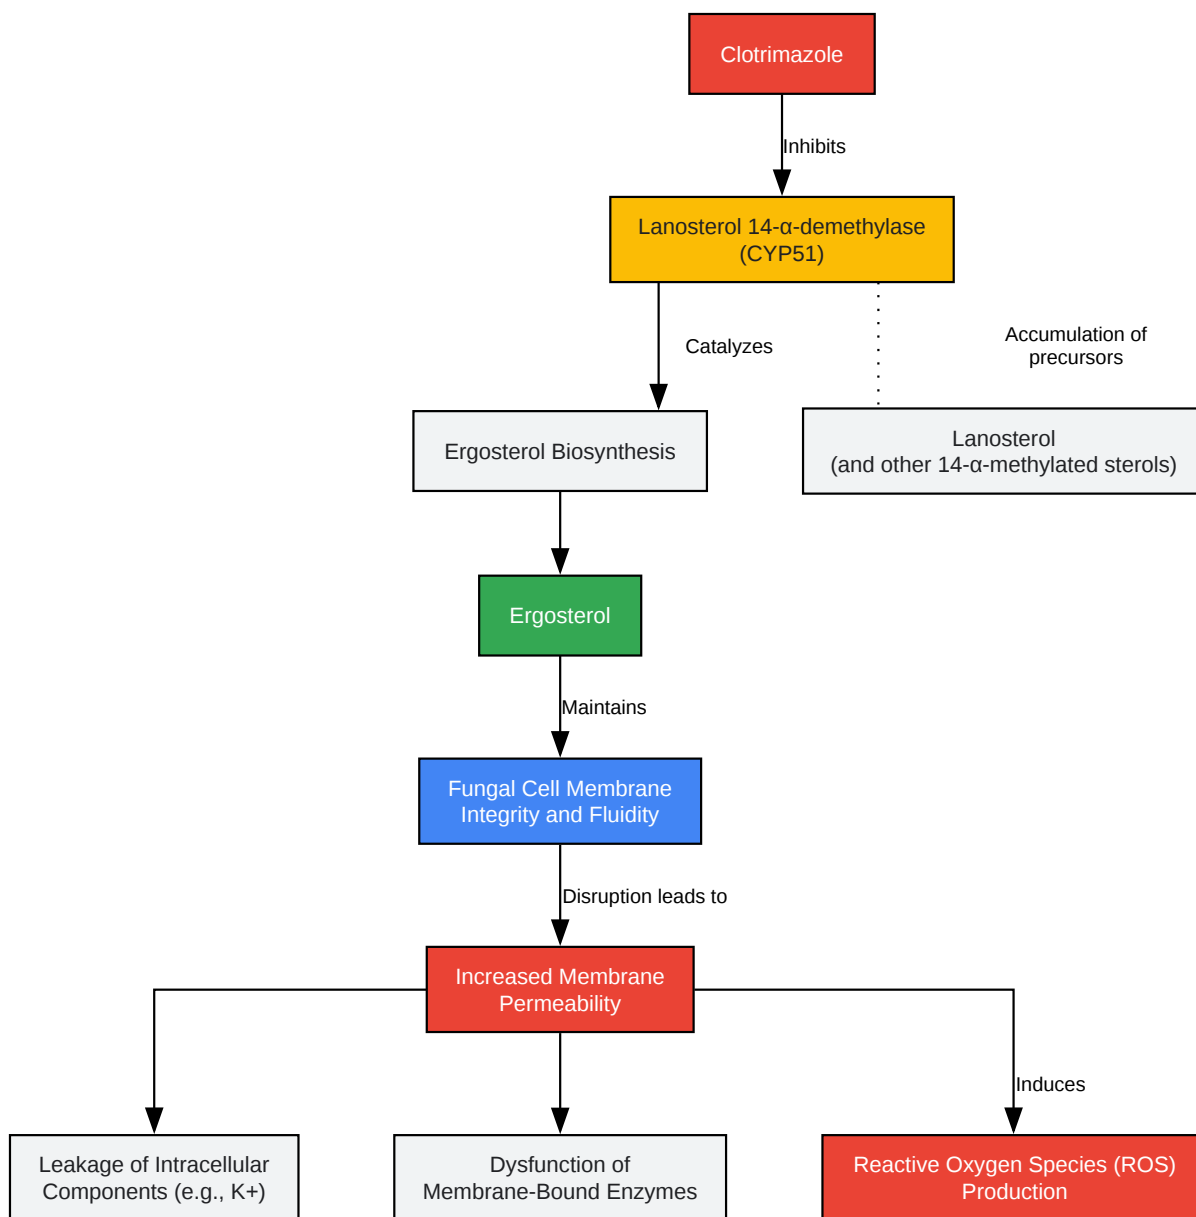 Clotrimazole
Inhibits
Lanosterol 14-α-demethylase
(CYP51)
Catalyzes
Accumulation of
precursors
Ergosterol Biosynthesis
Lanosterol
(and other 14-α-methylated sterols)
Ergosterol
Maintains
Fungal Cell Membrane
Integrity and Fluidity
Disruption leads to
Increased Membrane
Permeability
Induces
Leakage of Intracellular
Components (e.g., K+)
Dysfunction of
Membrane-Bound Enzymes
Reactive Oxygen Species (ROS)
Production